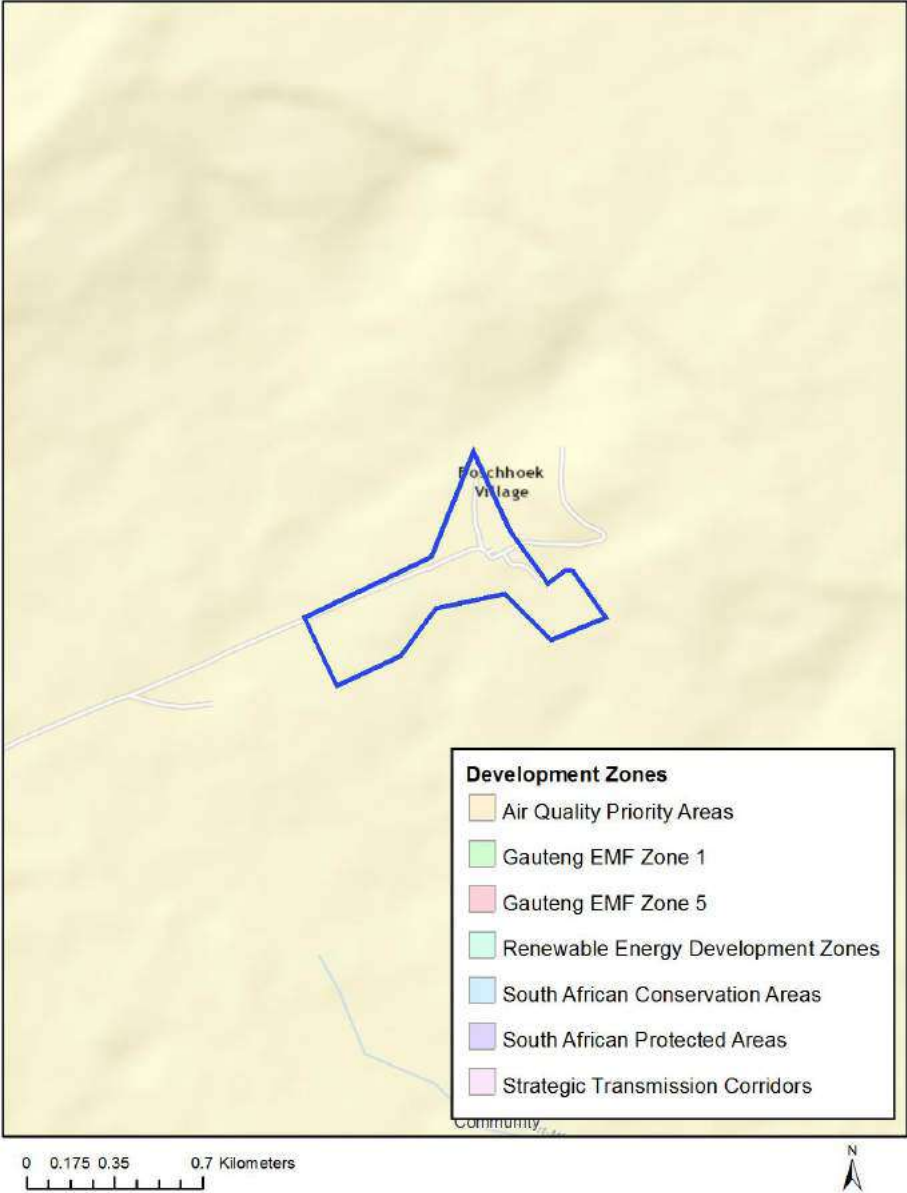 Boschhoek
Village
Development Zones
Air Quality Priority Areas
Gauteng EMF Zone 1
Gauteng EMF Zone 5
Renewable Energy Development Zones
South African Conservation Areas
South African Protected Areas
Strategic Transmission Corridors
Community
0 0.175 0.35 0.7 Kilometers
N